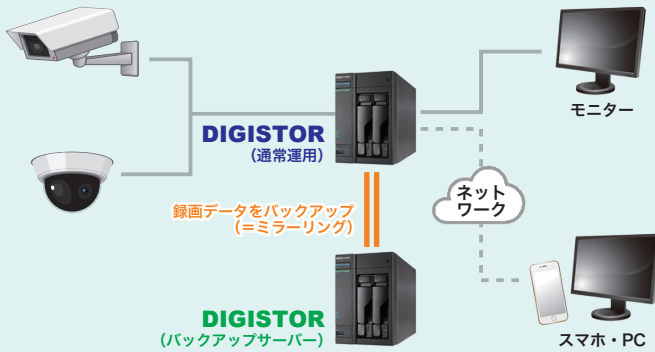 モニター
DIGISTOR
(通常運用)
ネット
ワーク
録画データをバックアップ
(=ミラーリング)
DIGISTOR
(バックアップサーバー)
スマホ・PC